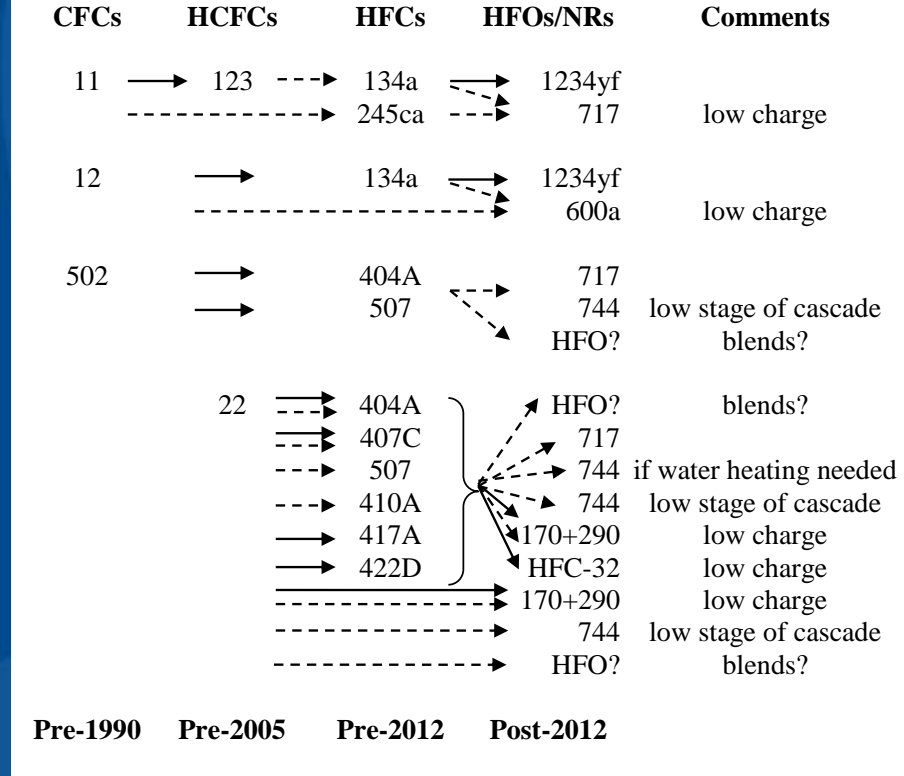 CFCs HCFCs HFCs HFOs/NRs Comments
11 123 134a 1234yf
245ca 717 low charge
12 134a 1234yf
600a low charge
502 404A 717
507 744 low stage of cascade
HFO? blends?
22 404A HFO? blends?
407C 717
507 744 if water heating needed
410A 744 low stage of cascade
417A 170+290 low charge
422D HFC-32 low charge
170+290 low charge
744 low stage of cascade
HFO? blends?
Pre-1990 Pre-2005 Pre-2012 Post-2012